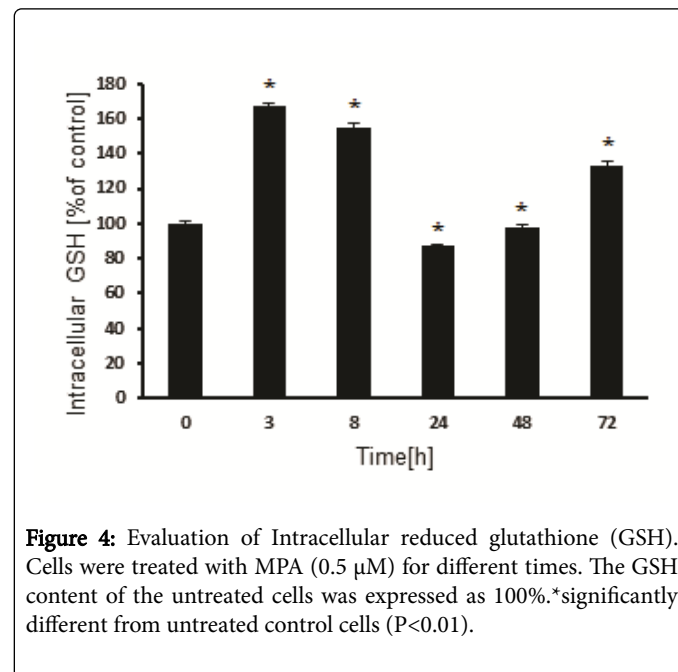 Intracellular GSH [%of control]
180
160
140
120
100
80
60
40
20
0
* * * * *
0 3 8 24 48 72
Time[h]
Figure 4: Evaluation of Intracellular reduced glutathione (GSH).
Cells were treated with MPA (0.5 μM) for different times. The GSH
content of the untreated cells was expressed as 100%.*significantly
different from untreated control cells (P<0.01).